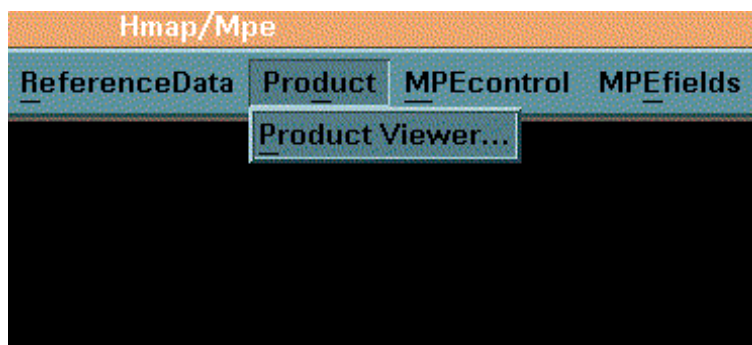 Hmap/Mpe
ReferenceData Product MPEcontrol MPEfields
Product Viewer...